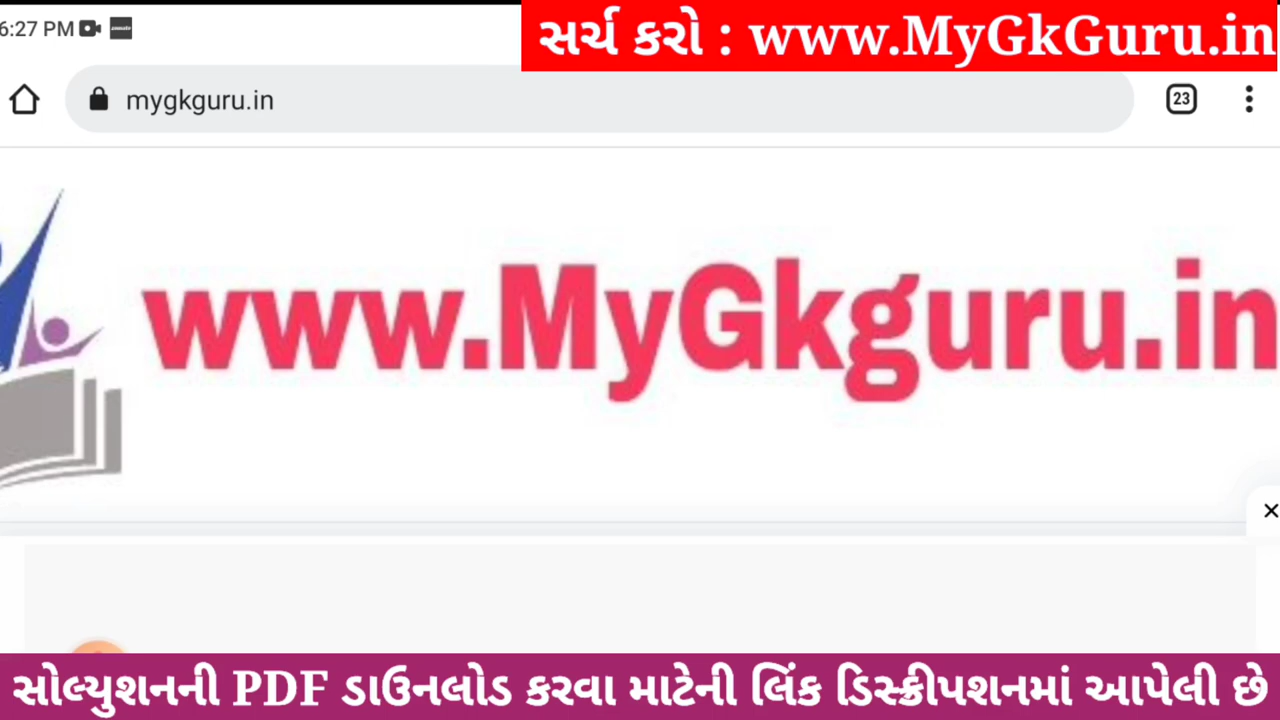 6:27 PM
સર્ચ કરો : www.MyGkGuru.in
mygkguru.in
23
www.MyGkguru.in
સોલ્યુશનની PDF ડાઉનલોડ કરવા માટેની લિંક ડિસ્ક્રીપશનમાં આપેલી છે